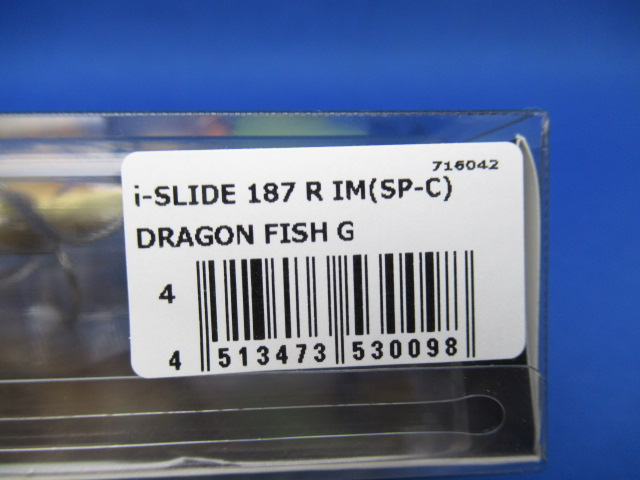 716042
i-SLIDE 187 R IM(SP-C)
DRAGON FISH G
4
4 513473 530098